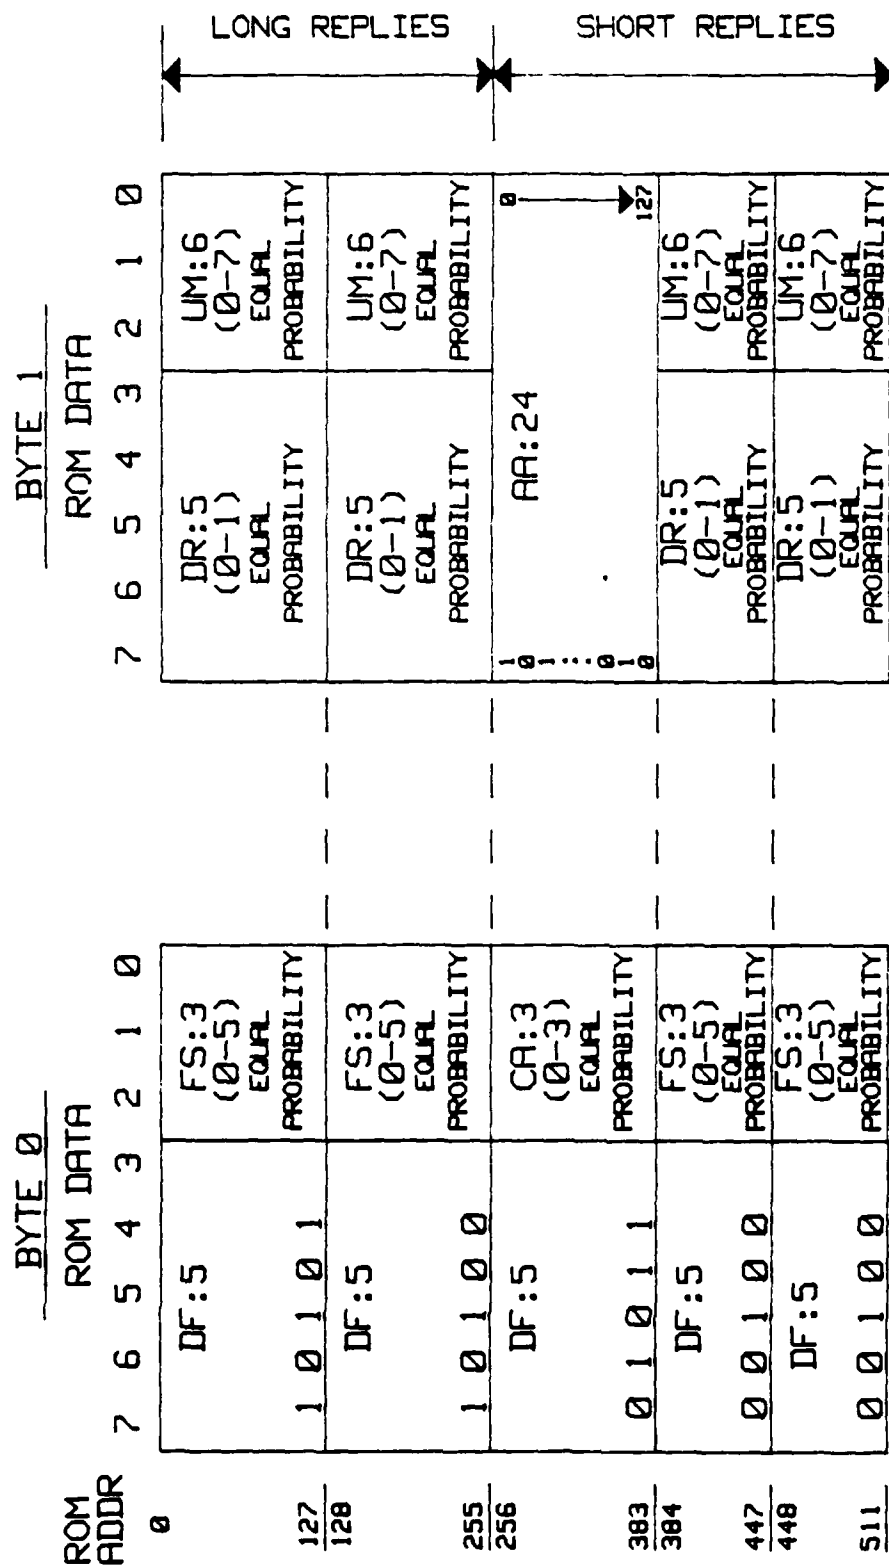 BYTE 0
BYTE 1
ROM ADDR
ROM DATA
ROM DATA
7 6 5 4 3 2 1 0
7 6 5 4 3 2 1 0
LONG REPLIES
0
DF:5
1 0 1 0 1
FS:3
(0-5)
EQUAL
PROBABILITY
DR:5
(0-1)
EQUAL
PROBABILITY
UM:6
(0-7)
EQUAL
PROBABILITY
127
128
DF:5
1 0 1 0 0
FS:3
(0-5)
EQUAL
PROBABILITY
DR:5
(0-1)
EQUAL
PROBABILITY
UM:6
(0-7)
EQUAL
PROBABILITY
255
256
SHORT REPLIES
DF:5
0 1 0 1 1
CA:3
(0-3)
EQUAL
PROBABILITY
1 0 1 : : 0 1 0
AA:24
0
127
383
384
DF:5
0 0 1 0 0
FS:3
(0-5)
EQUAL
PROBABILITY
DR:5
(0-1)
EQUAL
PROBABILITY
UM:6
(0-7)
EQUAL
PROBABILITY
447
448
DF:5
0 0 1 0 0
FS:3
(0-5)
EQUAL
PROBABILITY
DR:5
(0-1)
EQUAL
PROBABILITY
UM:6
(0-7)
EQUAL
PROBABILITY
511